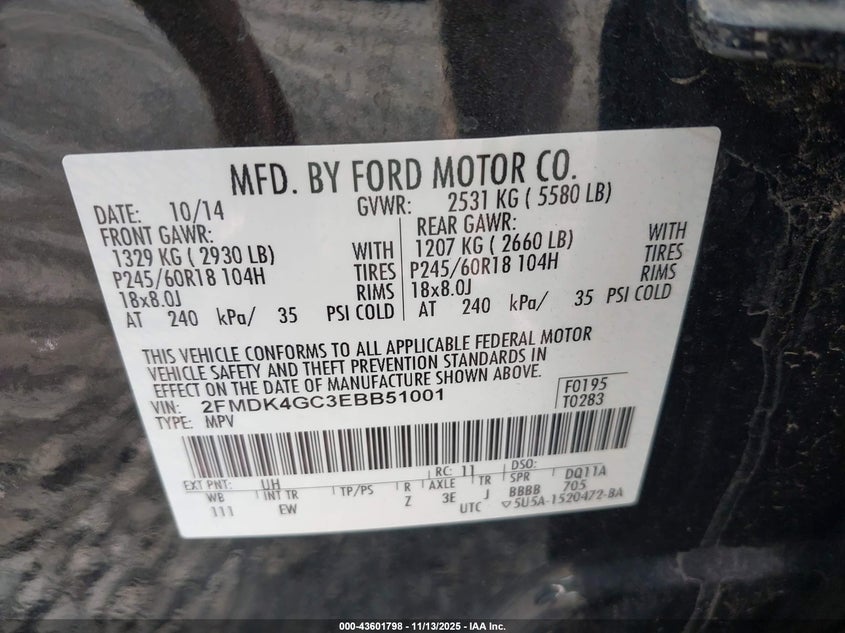 MFD. BY FORD MOTOR CO.
DATE: 10/14 GVWR: 2531 KG ( 5580 LB)
FRONT GAWR: REAR GAWR:
1329 KG ( 2930 LB) WITH 1207 KG ( 2660 LB) WITH
P245/60R18 104H TIRES P245/60R18 104H TIRES
18x8.0J RIMS 18x8.0J RIMS
AT 240 kPa/ 35 PSI COLD AT 240 kPa/ 35 PSI COLD
THIS VEHICLE CONFORMS TO ALL APPLICABLE FEDERAL MOTOR
VEHICLE SAFETY AND THEFT PREVENTION STANDARDS IN
EFFECT ON THE DATE OF MANUFACTURE SHOWN ABOVE.
VIN: 2FMDK4GC3EBB51001 F0195
TYPE: MPV T0283
EXT PNT: UH RC: 11 DSO:
WB INT TR TP/PS R AXLE TR SPR DQ11A
111 EW Z 3E J BBBB 705
UTC ▽5U5A-1520472-BA
000-43601798 - 11/13/2025 - IAA Inc.